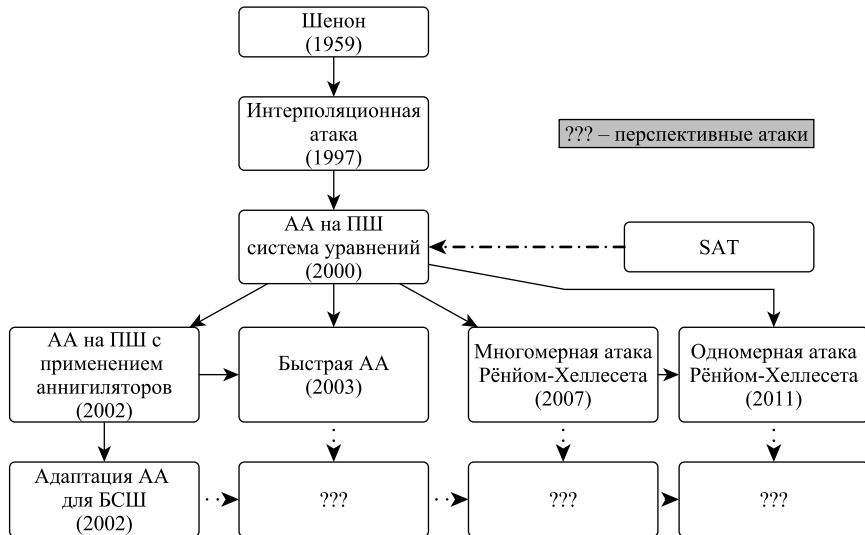 Шенон
(1959)
Интерполяционная
атака
(1997)
??? – перспективные атаки
АА на ПШ
система уравнений
(2000)
SAT
АА на ПШ с
применением
аннигиляторов
(2002)
Быстрая АА
(2003)
Многомерная атака
Рёнйом-Хеллесета
(2007)
Одномерная атака
Рёнйом-Хеллесета
(2011)
Адаптация АА
для БСШ
(2002)
???
???
???